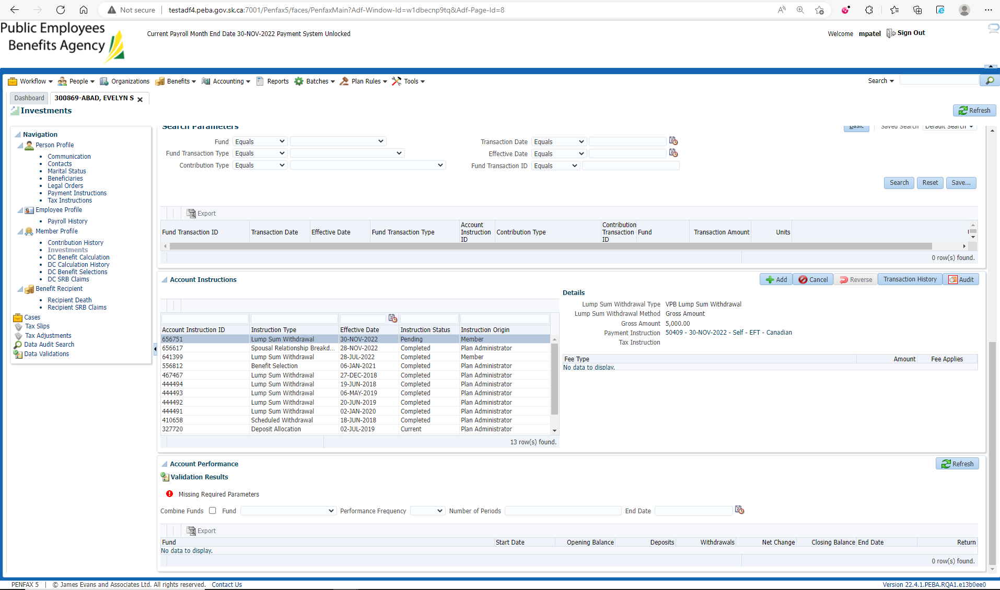 Not secure | testadf4.peba.gov.sk.ca:7001/Penfax5/faces/PenfaxMain?Adf-Window-Id=w1dbecnp9tq&Adf-Page-Id=8
Public Employees
Benefits Agency
Current Payroll Month End Date 30-NOV-2022 Payment System Unlocked
Welcome mpatel Sign Out
Workflow People Organizations Benefits Accounting Reports Batches Plan Rules Tools Search
Dashboard 300869-ABAD, EVELYN S
Investments Refresh
Navigation
Person Profile
Communication
Contacts
Marital Status
Beneficiaries
Legal Orders
Payment Instructions
Tax Instructions
Employee Profile
Payroll History
Member Profile
Contribution History
Investments
DC Benefit Calculation
DC Calculation History
DC Benefit Selections
DC SRB Claims
Benefit Recipient
Recipient Death
Recipient SRB Claims
Cases
Tax Slips
Tax Adjustments
Data Audit Search
Data Validations
Search Parameters Basic Saved Search Default Search
Fund Equals Transaction Date Equals
Fund Transaction Type Equals Effective Date Equals
Contribution Type Equals Fund Transaction ID Equals
Search Reset Save...
Export
Fund Transaction ID Transaction Date Effective Date Fund Transaction Type Account Instruction ID Contribution Type Contribution Transaction ID Fund Transaction Amount Units
0 row(s) found.
Account Instructions Add Cancel Reverse Transaction History Audit
Account Instruction ID Instruction Type Effective Date Instruction Status Instruction Origin
656751 Lump Sum Withdrawal 30-NOV-2022 Pending Member
656617 Spousal Relationship Breakd... 28-NOV-2022 Completed Plan Administrator
641399 Lump Sum Withdrawal 28-JUL-2022 Completed Member
556812 Benefit Selection 06-JAN-2021 Completed Plan Administrator
467467 Lump Sum Withdrawal 27-DEC-2018 Completed Plan Administrator
444494 Lump Sum Withdrawal 19-JUN-2018 Completed Plan Administrator
444493 Lump Sum Withdrawal 06-MAY-2019 Completed Plan Administrator
444492 Lump Sum Withdrawal 20-JUN-2019 Completed Plan Administrator
444491 Lump Sum Withdrawal 02-JAN-2020 Completed Plan Administrator
410658 Scheduled Withdrawal 18-JUN-2018 Completed Plan Administrator
327720 Deposit Allocation 02-JUL-2019 Current Plan Administrator
13 row(s) found.
Details
Lump Sum Withdrawal Type VPB Lump Sum Withdrawal
Lump Sum Withdrawal Method Gross Amount
Gross Amount 5,000.00
Payment Instruction 50409 - 30-NOV-2022 - Self - EFT - Canadian
Tax Instruction
Fee Type Amount Fee Applies
No data to display.
Account Performance Refresh
Validation Results
Missing Required Parameters
Combine Funds Fund Performance Frequency Number of Periods End Date
Export
Fund Start Date Opening Balance Deposits Withdrawals Net Change Closing Balance End Date Return
No data to display.
0 row(s) found.
PENFAX 5 | © James Evans and Associates Ltd. All rights reserved. Contact Us Version 22.4.1.PEBA.RQA1.e13b0ee0